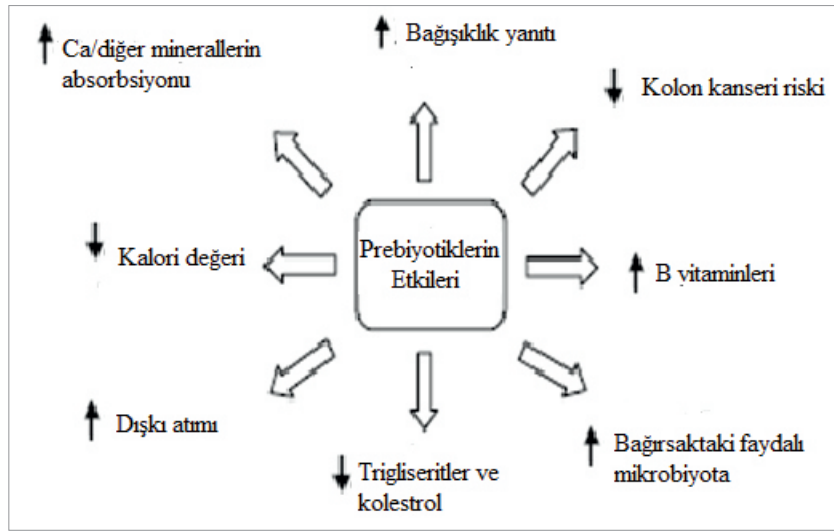 Ca/diğer minerallerin
absorbsiyonu
Bağışıklık yanıtı
Kolon kanseri riski
Kalori değeri
Prebiyotiklerin
Etkileri
B vitaminleri
Dışkı atımı
Trigliseritler ve
kolestrol
Bağırsaktaki faydalı
mikrobiyota